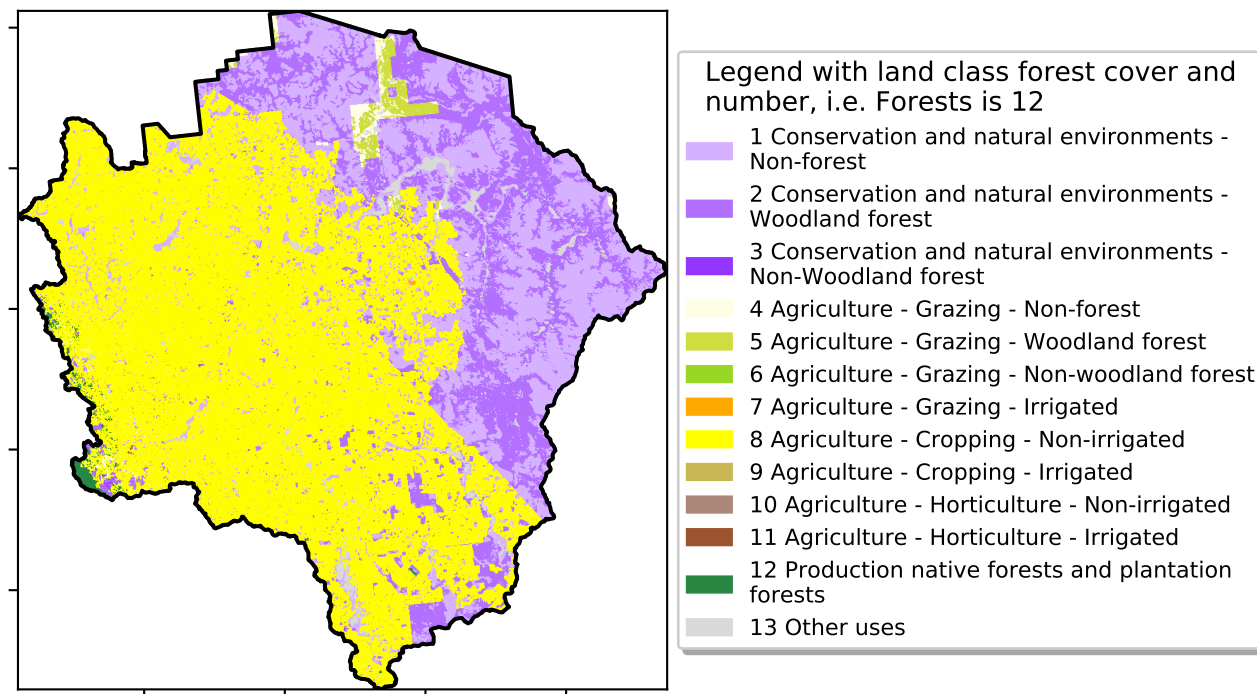 Legend with land class forest cover and
number, i.e. Forests is 12
1 Conservation and natural environments -
Non-forest
2 Conservation and natural environments -
Woodland forest
3 Conservation and natural environments -
Non-Woodland forest
4 Agriculture - Grazing - Non-forest
5 Agriculture - Grazing - Woodland forest
6 Agriculture - Grazing - Non-woodland forest
7 Agriculture - Grazing - Irrigated
8 Agriculture - Cropping - Non-irrigated
9 Agriculture - Cropping - Irrigated
10 Agriculture - Horticulture - Non-irrigated
11 Agriculture - Horticulture - Irrigated
12 Production native forests and plantation
forests
13 Other uses